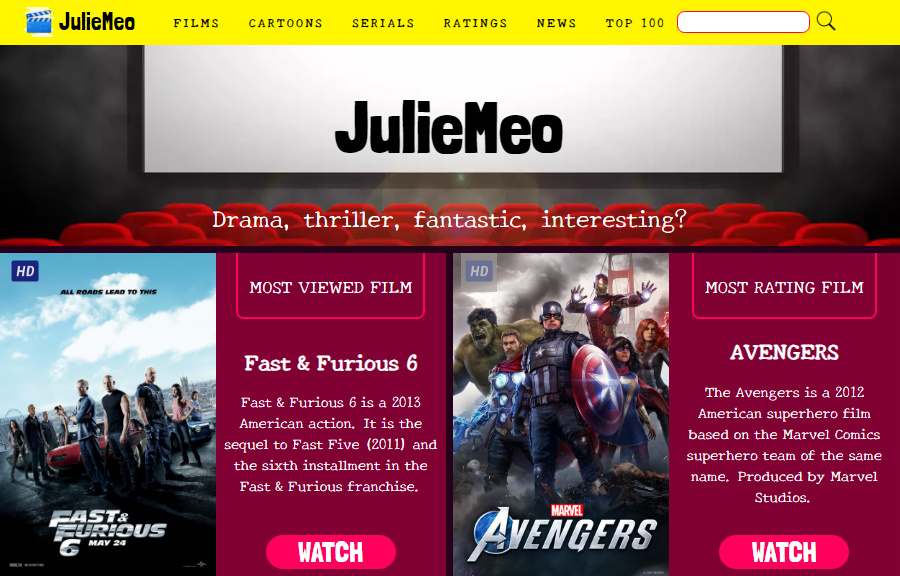 JulieMeo FILMS CARTOONS SERIALS RATINGS NEWS TOP 100
JulieMeo
Drama, thriller, fantastic, interesting?
HD
ALL ROADS LEAD TO THIS
FAST &
FURIOUS
6 MAY 24
MOST VIEWED FILM
Fast & Furious 6
Fast & Furious 6 is a 2013
American action. It is the
sequel to Fast Five (2011) and
the sixth installment in the
Fast & Furious franchise.
WATCH
HD
MARVEL
AVENGERS
MOST RATING FILM
AVENGERS
The Avengers is a 2012
American superhero film
based on the Marvel Comics
superhero team of the same
name. Produced by Marvel
Studios.
WATCH